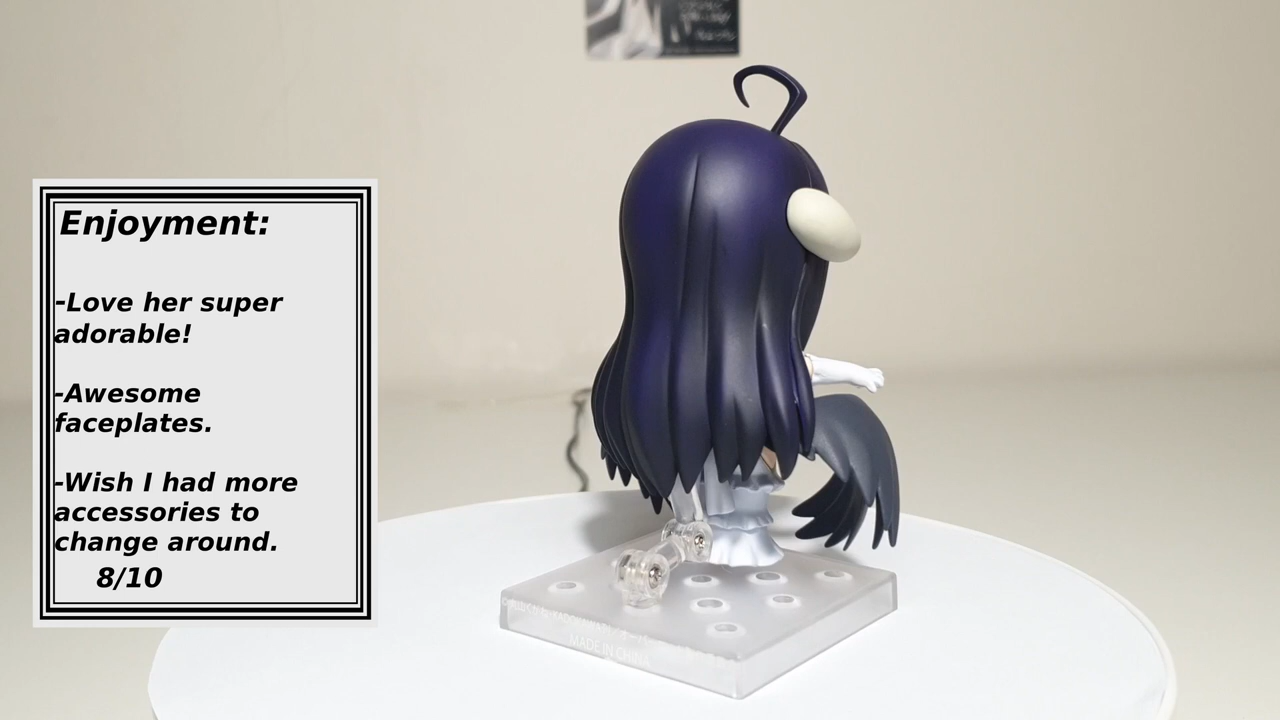 Enjoyment:
-Love her super
adorable!
-Awesome
faceplates.
-Wish I had more
accessories to
change around.
8/10
MADE IN CHINA